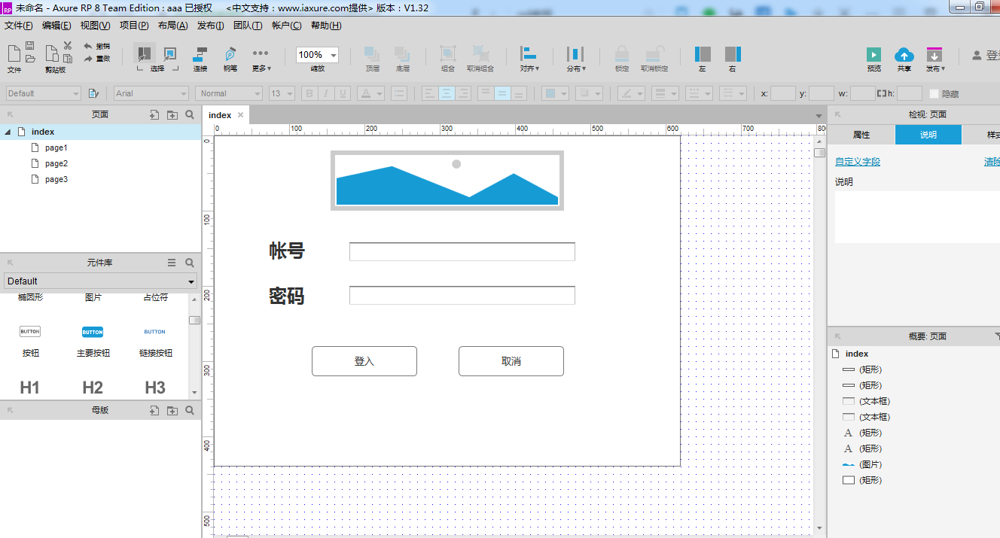 RP 未命名 - Axure RP 8 Team Edition : aaa 已授权 <中文支持：www.iaxure.com提供> 版本：V1.32
文件(F) 编辑(E) 视图(V) 项目(P) 布局(A) 发布(I) 团队(T) 帐户(C) 帮助(H)
撤销
重做
100%
文件 剪贴板 选择 连接 钢笔 更多▾ 缩放 顶层 底层 组合 取消组合 对齐▾ 分布▾ 锁定 取消锁定 左 右 预览 共享 发布▾
Default Arial Normal 13 B I U A x: y: w: h: 隐藏
页面
index
page1
page2
page3
元件库
Default
椭圆形 图片 占位符
BUTTON BUTTON BUTTON
按钮 主要按钮 链接按钮
H1 H2 H3
母版
index
0 100 200 300 400 500 600 700 800
0
100
200
300
400
500
帐号
密码
登入 取消
检视: 页面
属性 说明
自定义字段
说明
概要: 页面
index
(矩形)
(矩形)
(文本框)
(文本框)
A (矩形)
A (矩形)
(图片)
(矩形)